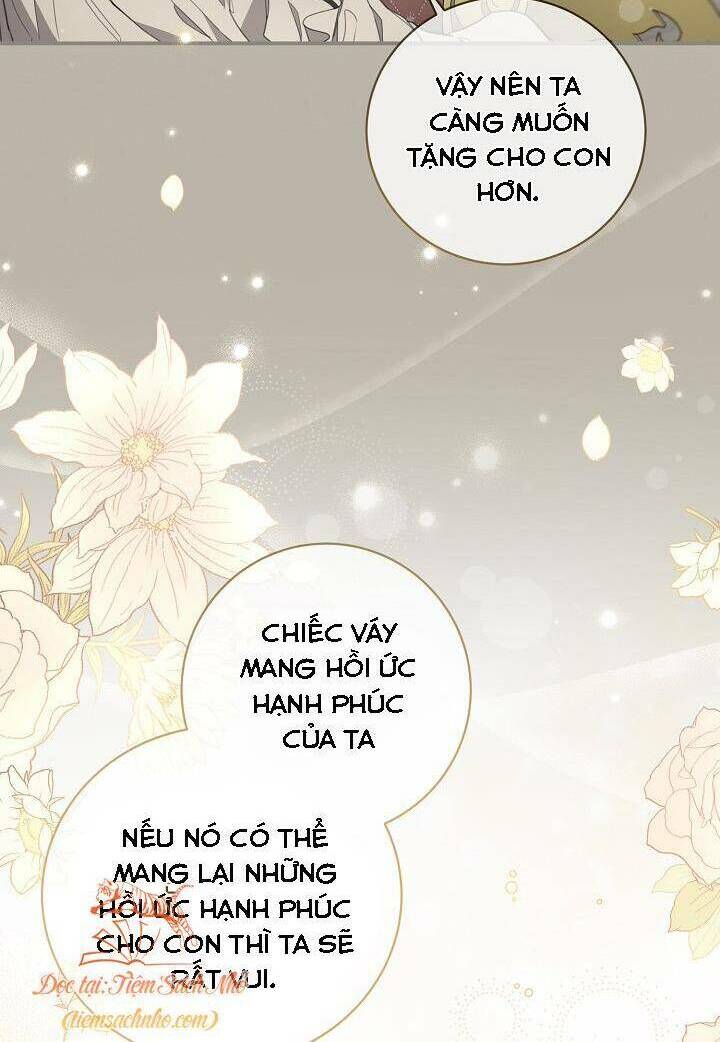 VẬY NÊN TA
CÀNG MUỐN
TẶNG CHO CON
HƠN.
CHIẾC VÁY
MANG HỒI ỨC
HẠNH PHÚC
CỦA TA
NẾU NÓ CÓ THỂ
MANG LẠI NHỮNG
HỒI ỨC HẠNH PHÚC
CHO CON THÌ TA SẼ
RẤT VUI.
Đọc tại: Tiệm Sách Nhỏ
(tiemsachnho.com)